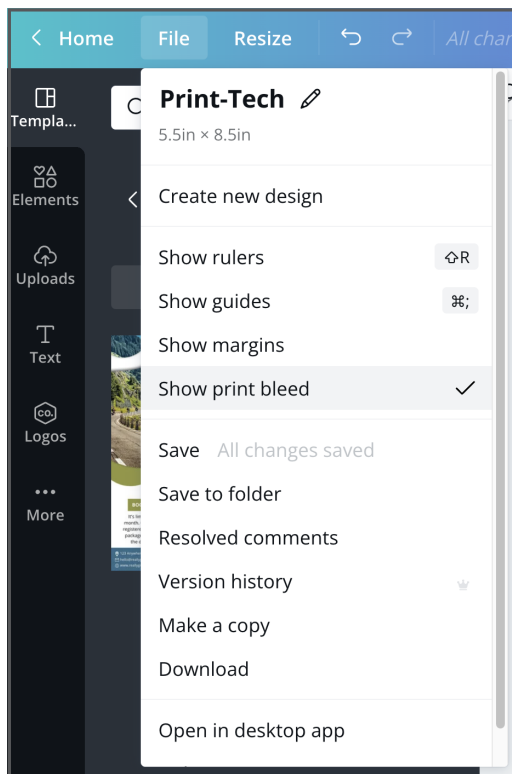 Home File Resize All char
Templa...
Print-Tech
5.5in × 8.5in
Elements
Create new design
Uploads
Show rulers ⇧R
Show guides ⌘;
Text
Show margins
Show print bleed
CO.
Logos
Save All changes saved
Save to folder
More
Resolved comments
Version history
Make a copy
Download
Open in desktop app